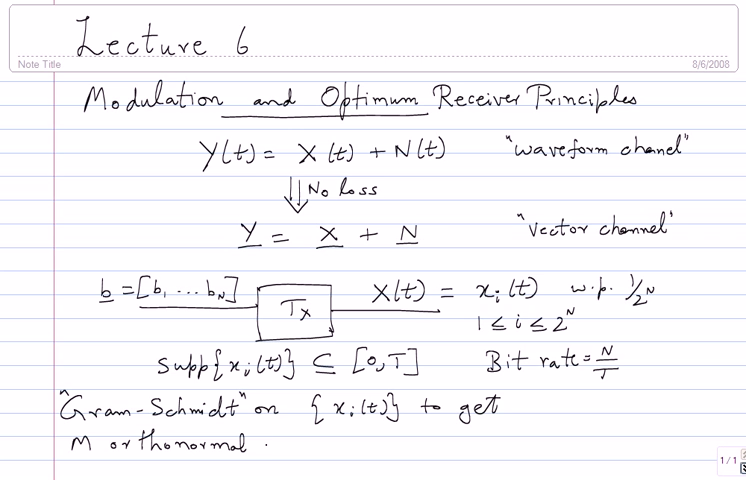 Lecture 6
Note Title
8/6/2008
Modulation and Optimum Receiver Principles
Y(t) = X(t) + N(t) "waveform channel"
⇓ No loss
Y = X + N "Vector channel"
b = [b₁ ... b_N] Tx X(t) = xᵢ(t) w.p. 1/2^N
1 ≤ i ≤ 2^N
Supp{xᵢ(t)} ⊆ [0,T] Bit rate = N/T
"Gram-Schmidt" on {xᵢ(t)} to get
M orthonormal .
1/1